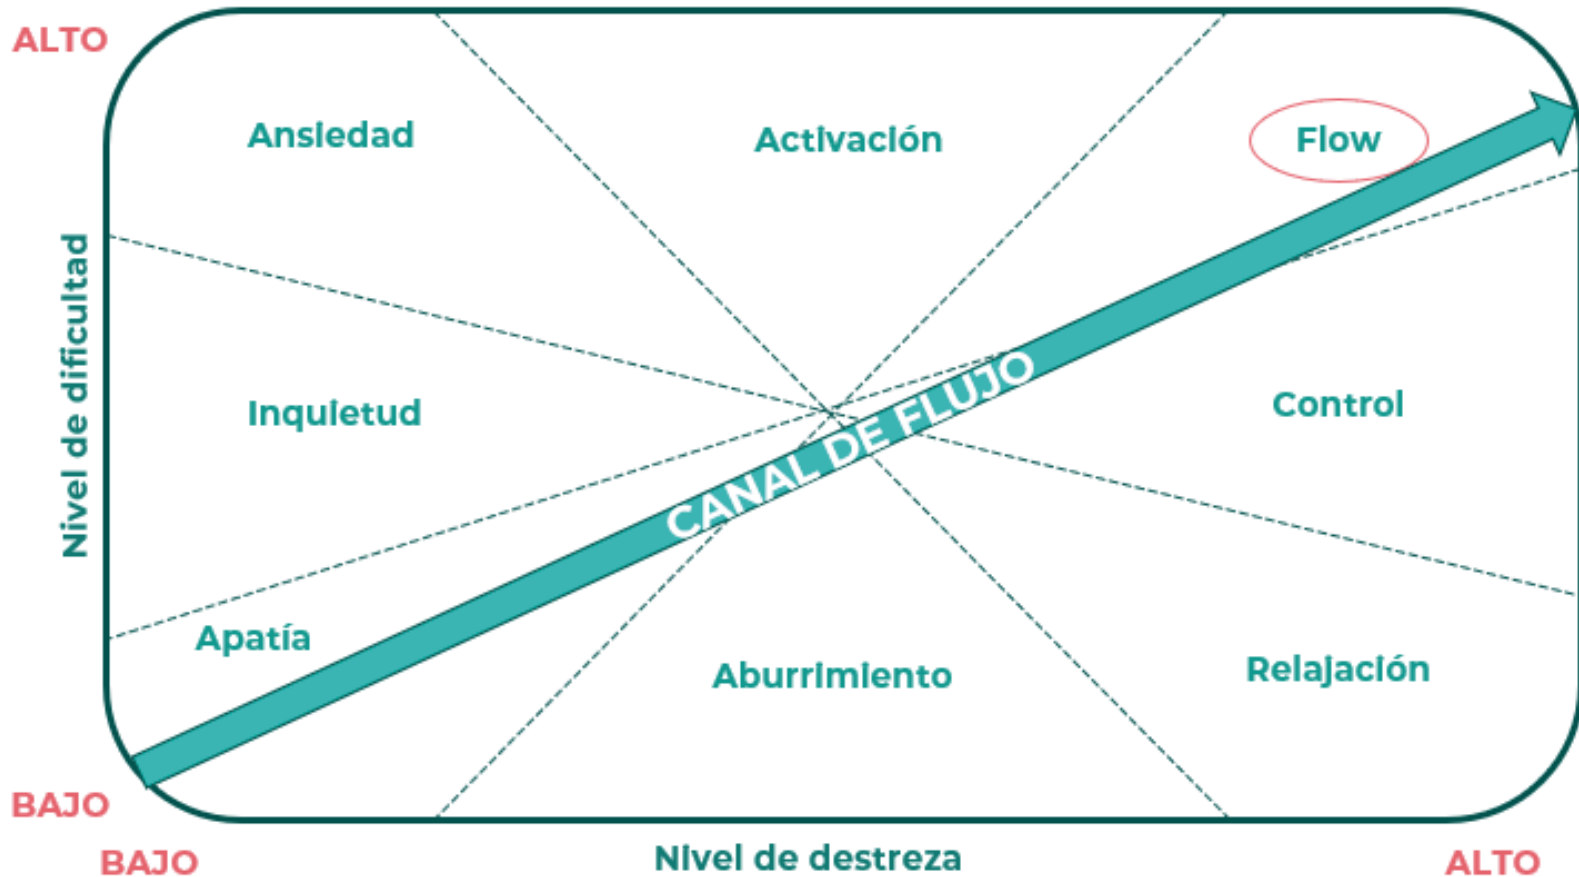 ALTO
Ansiedad
Activación
Flow
Nivel de dificultad
Inquietud
CANAL DE FLUJO
Control
Apatía
Aburrimiento
Relajación
BAJO
BAJO
Nivel de destreza
ALTO